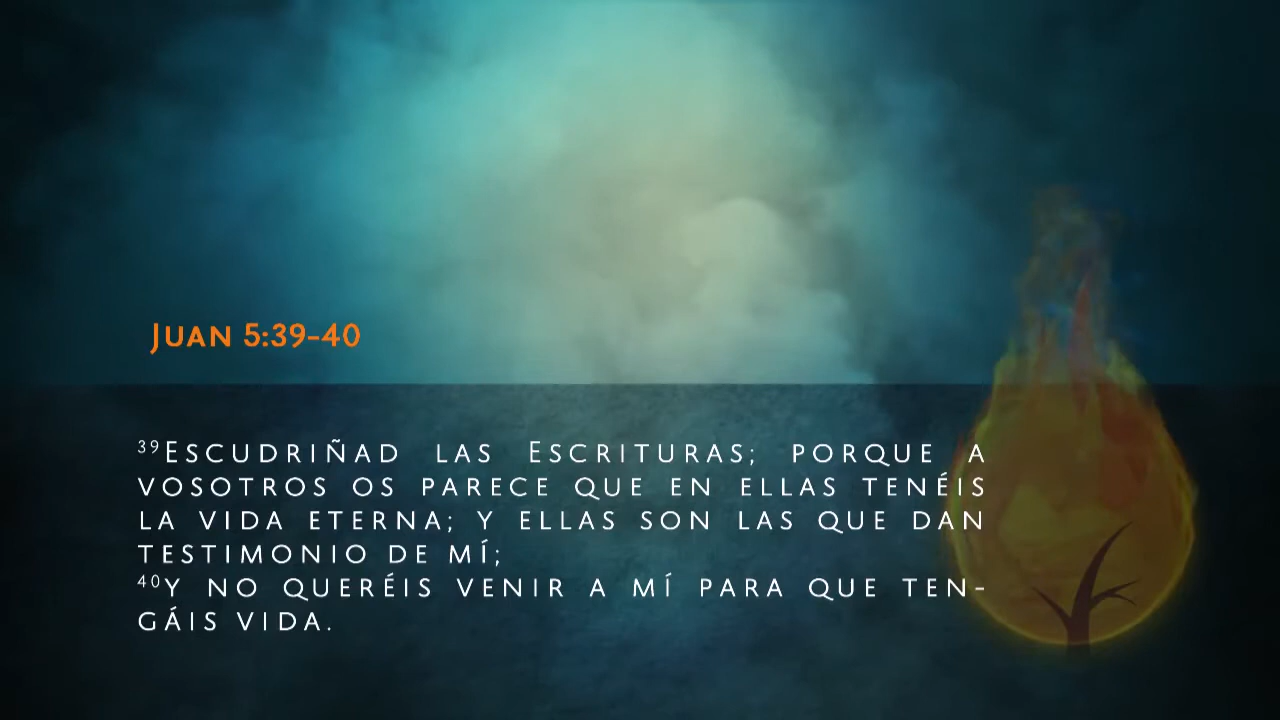 Juan 5:39-40
³⁹Escudriñad las Escrituras; porque a
vosotros os parece que en ellas tenéis
la vida eterna; y ellas son las que dan
testimonio de mí;
⁴⁰Y no queréis venir a mí para que ten-
gáis vida.